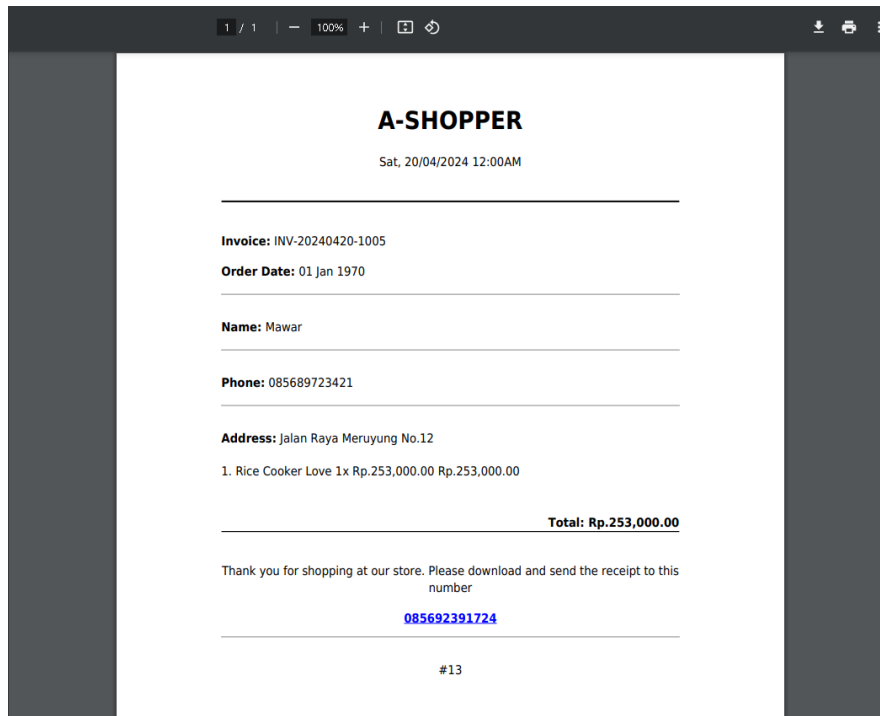 1 / 1 | − 100% + |
A-SHOPPER
Sat, 20/04/2024 12:00AM
Invoice: INV-20240420-1005
Order Date: 01 Jan 1970
Name: Mawar
Phone: 085689723421
Address: Jalan Raya Meruyung No.12
1. Rice Cooker Love 1x Rp.253,000.00 Rp.253,000.00
Total: Rp.253,000.00
Thank you for shopping at our store. Please download and send the receipt to this
number
085692391724
#13